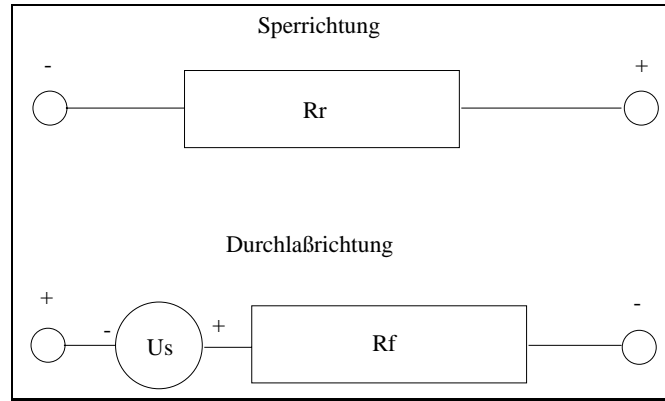 Sperrichtung
- +
Rr
Durchlaßrichtung
+ -
- +
Us Rf